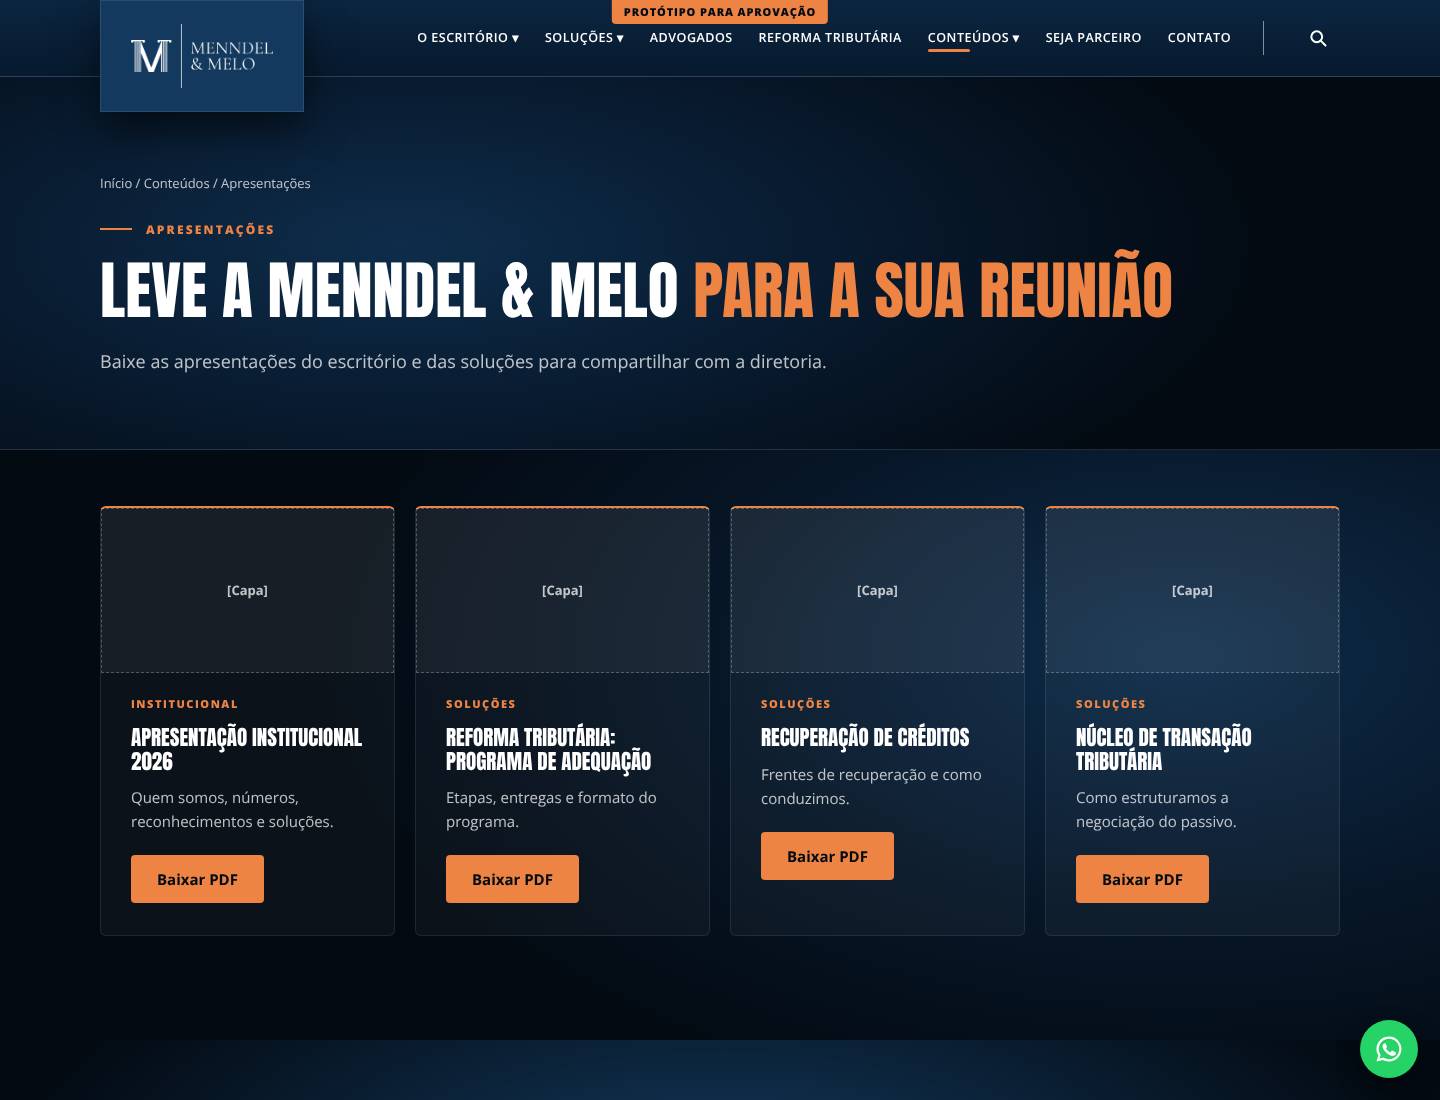 PROTÓTIPO PARA APROVAÇÃO
M MENNDEL
& MELO
O ESCRITÓRIO ▾ SOLUÇÕES ▾ ADVOGADOS REFORMA TRIBUTÁRIA CONTEÚDOS ▾ SEJA PARCEIRO CONTATO
Início / Conteúdos / Apresentações
APRESENTAÇÕES
LEVE A MENNDEL & MELO PARA A SUA REUNIÃO
Baixe as apresentações do escritório e das soluções para compartilhar com a diretoria.
[Capa]
INSTITUCIONAL
APRESENTAÇÃO INSTITUCIONAL
2026
Quem somos, números,
reconhecimentos e soluções.
Baixar PDF
[Capa]
SOLUÇÕES
REFORMA TRIBUTÁRIA:
PROGRAMA DE ADEQUAÇÃO
Etapas, entregas e formato do
programa.
Baixar PDF
[Capa]
SOLUÇÕES
RECUPERAÇÃO DE CRÉDITOS
Frentes de recuperação e como
conduzimos.
Baixar PDF
[Capa]
SOLUÇÕES
NÚCLEO DE TRANSAÇÃO
TRIBUTÁRIA
Como estruturamos a
negociação do passivo.
Baixar PDF